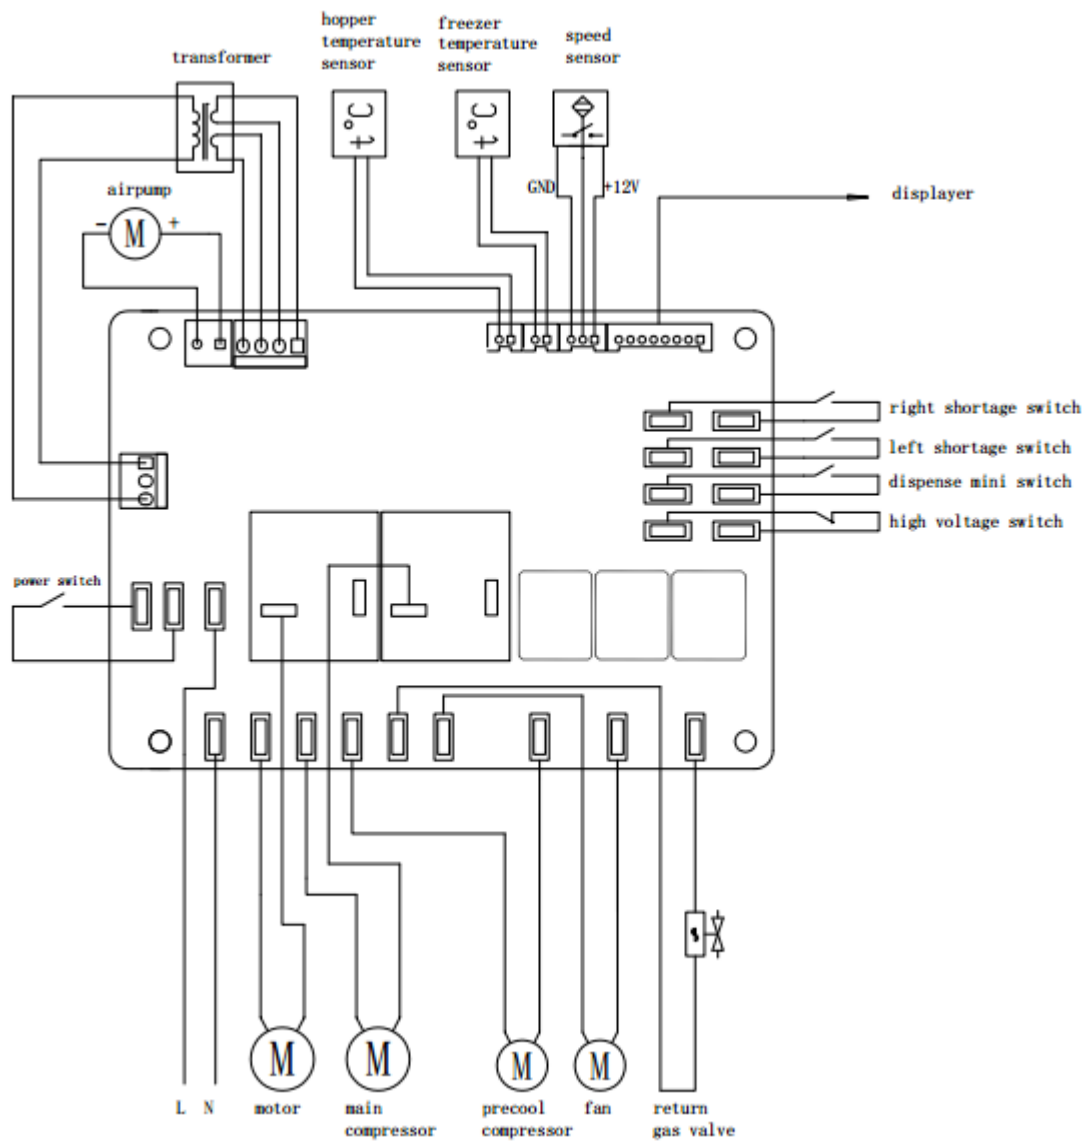 hopper
temperature
sensor
freezer
temperature
sensor
speed
sensor
transformer
t°C
t°C
GND
+12V
displayer
airpump
-
M
+
right shortage switch
left shortage switch
dispense mini switch
high voltage switch
power switch
M
M
M
M
L
N
motor
main
compressor
precool
compressor
fan
return
gas valve